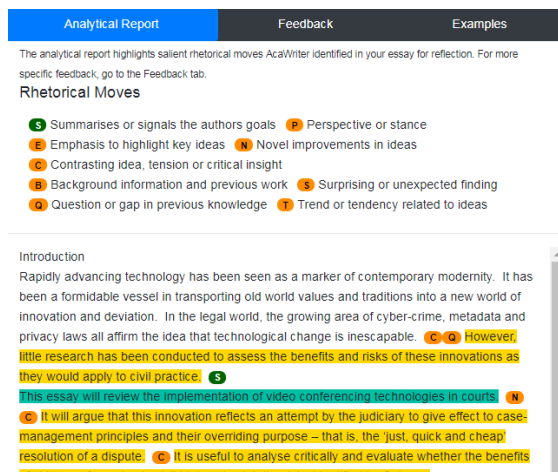 Analytical Report Feedback Examples
The analytical report highlights salient rhetorical moves AcaWriter identified in your essay for reflection. For more
specific feedback, go to the Feedback tab.
Rhetorical Moves
S Summarises or signals the authors goals P Perspective or stance
E Emphasis to highlight key ideas N Novel improvements in ideas
C Contrasting idea, tension or critical insight
B Background information and previous work S Surprising or unexpected finding
Q Question or gap in previous knowledge T Trend or tendency related to ideas
Introduction
Rapidly advancing technology has been seen as a marker of contemporary modernity. It has
been a formidable vessel in transporting old world values and traditions into a new world of
innovation and deviation. In the legal world, the growing area of cyber-crime, metadata and
privacy laws all affirm the idea that technological change is inescapable. C Q However,
little research has been conducted to assess the benefits and risks of these innovations as
they would apply to civil practice. S
This essay will review the implementation of video conferencing technologies in courts. N
C It will argue that this innovation reflects an attempt by the judiciary to give effect to case-
management principles and their overriding purpose – that is, the 'just, quick and cheap'
resolution of a dispute. C It is useful to analyse critically and evaluate whether the benefits